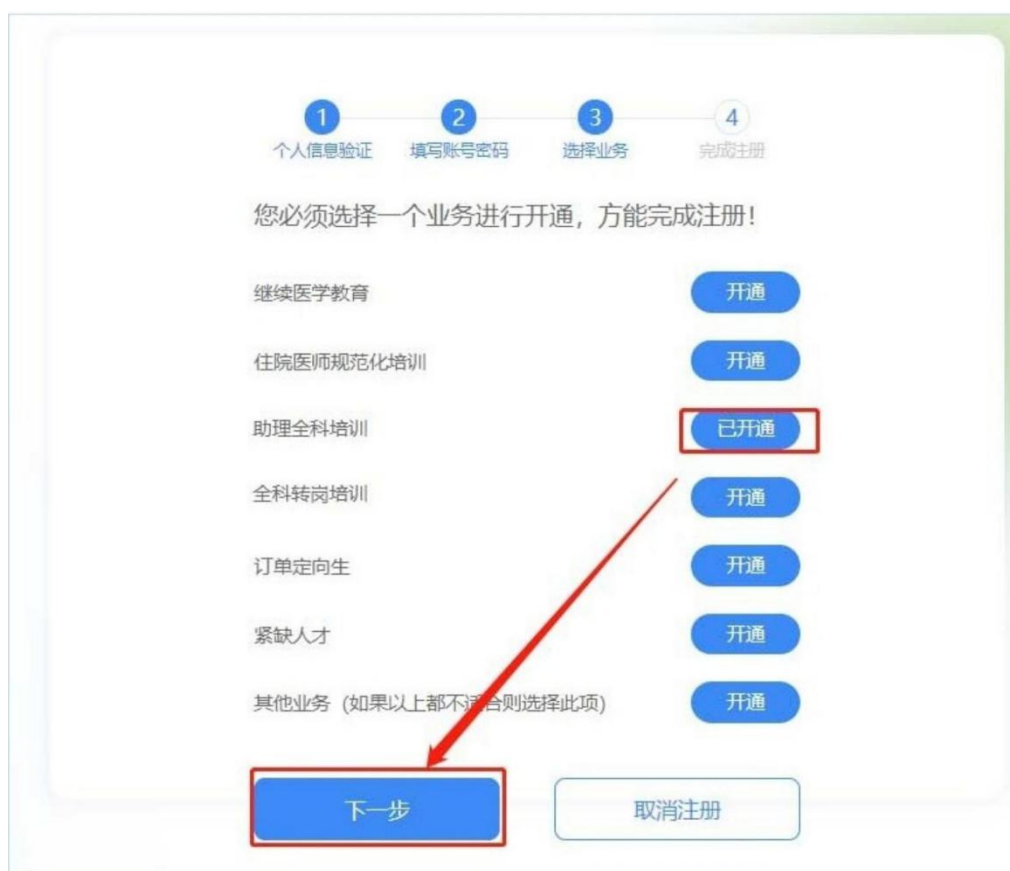 1 2 3 4
个人信息验证 填写账号密码 选择业务 完成注册
您必须选择一个业务进行开通，方能完成注册！
继续医学教育 开通
住院医师规范化培训 开通
助理全科培训 已开通
全科转岗培训 开通
订单定向生 开通
紧缺人才 开通
其他业务（如果以上都不适合则选择此项） 开通
下一步 取消注册